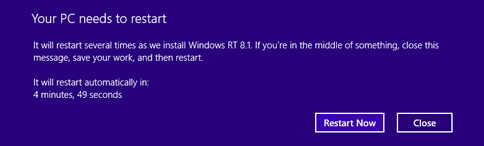 Your PC needs to restart
It will restart several times as we install Windows RT 8.1. If you're in the middle of something, close this
message, save your work, and then restart.
It will restart automatically in:
4 minutes, 49 seconds
Restart Now
Close